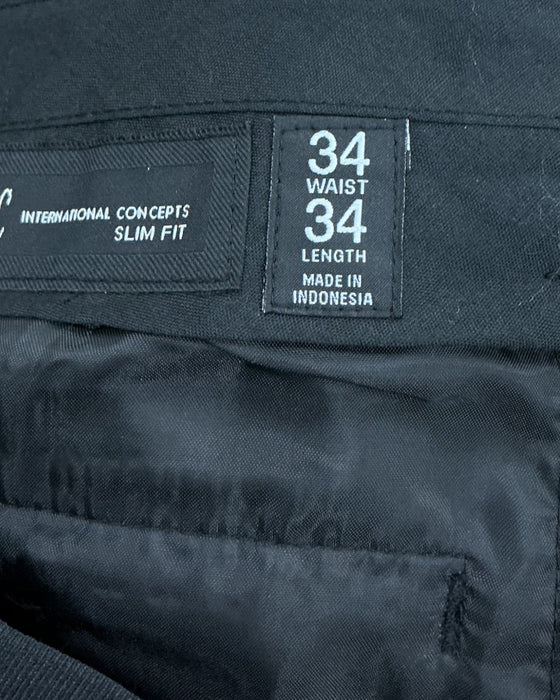 INTERNATIONAL CONCEPTS
SLIM FIT
34
WAIST
34
LENGTH
MADE IN
INDONESIA